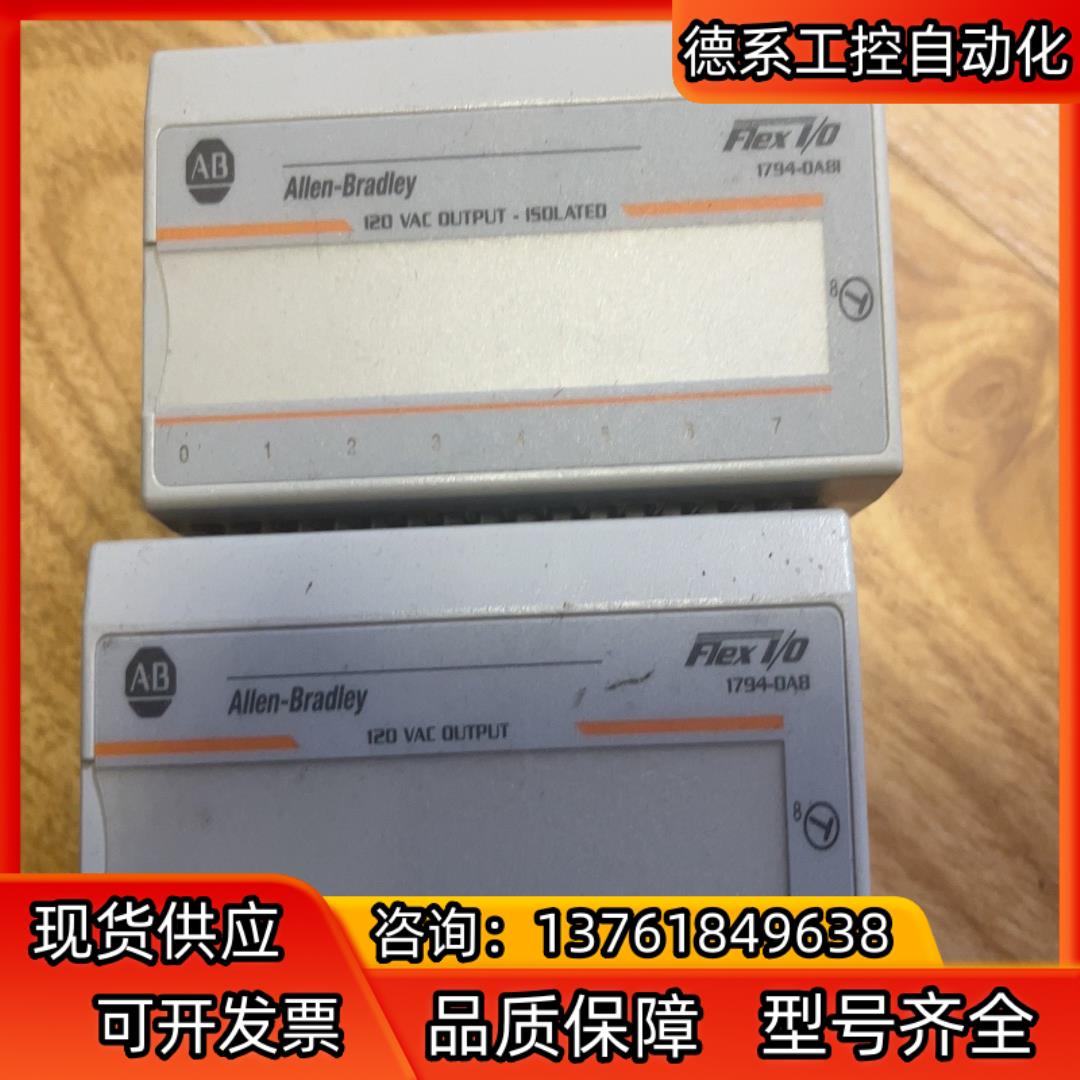 德系工控自动化
AB
Allen-Bradley
Flex I/O
1794-OA8I
120 VAC OUTPUT - ISOLATED
8
0 1 2 3 4 5 6 7
AB
Allen-Bradley
Flex I/O
1794-OA8
120 VAC OUTPUT
8
现货供应
咨询：13761849638
可开发票
品质保障
型号齐全